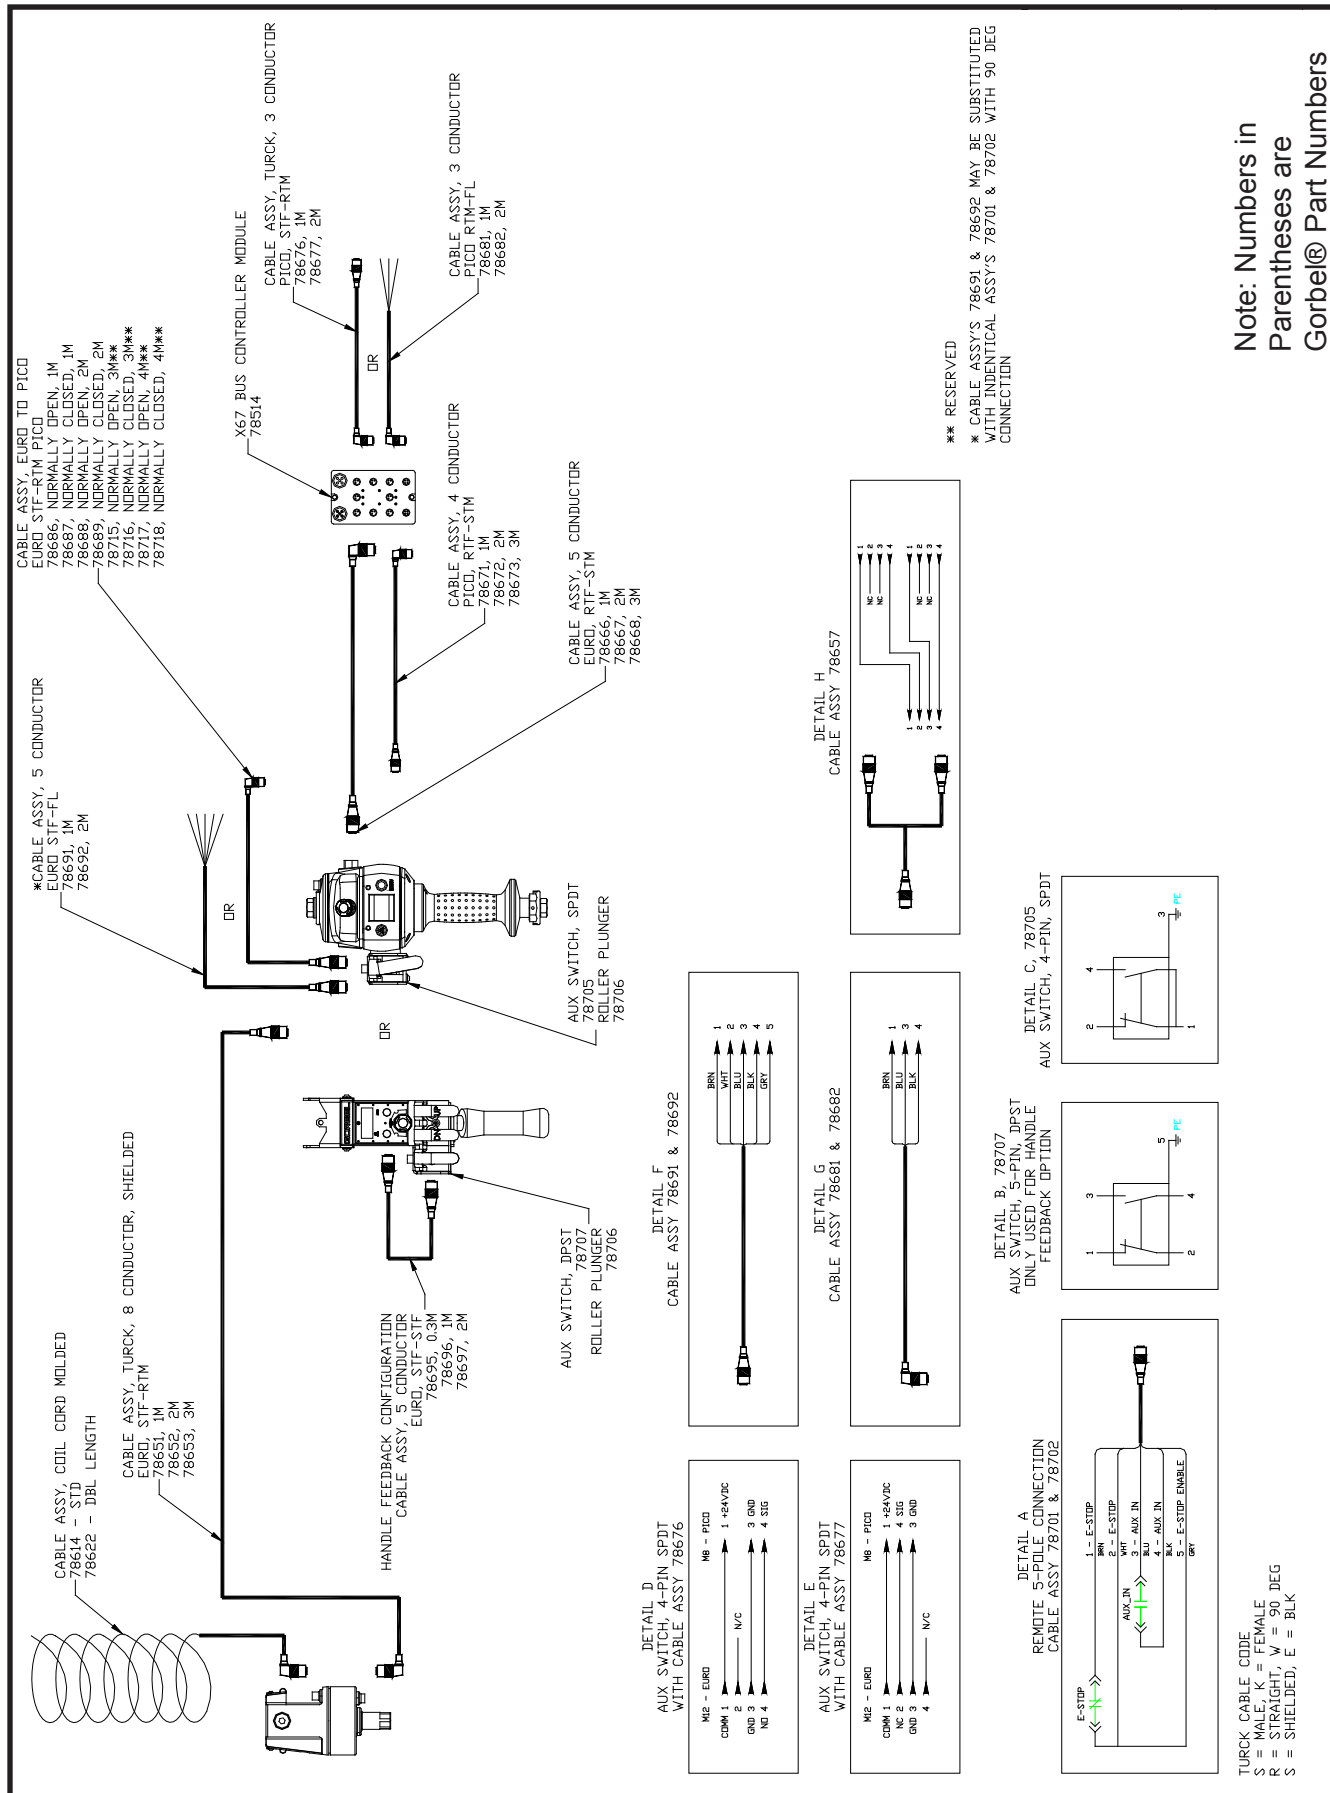 CABLE ASSY, COIL CORD MOLDED
78614 - STD
78622 - DBL LENGTH
CABLE ASSY, TURCK, 8 CONDUCTOR, SHIELDED
EURO, STF-RTM
78651, 1M
78652, 2M
78653, 3M
*CABLE ASSY, 5 CONDUCTOR
EURO STF-FL
78691, 1M
78692, 2M
OR
CABLE ASSY, EURO TO PICO
EURO STF-RTM PICO
78686, NORMALLY OPEN, 1M
78687, NORMALLY CLOSED, 1M
78688, NORMALLY OPEN, 2M
78689, NORMALLY CLOSED, 2M
78715, NORMALLY OPEN, 3M**
78716, NORMALLY CLOSED, 3M**
78717, NORMALLY OPEN, 4M**
78718, NORMALLY CLOSED, 4M**
X67 BUS CONTROLLER MODULE
78514
CABLE ASSY, TURCK, 3 CONDUCTOR
PICO, STF-RTM
78676, 1M
78677, 2M
OR
CABLE ASSY, 3 CONDUCTOR
PICO RTM-FL
78681, 1M
78682, 2M
HANDLE FEEDBACK CONFIGURATION
CABLE ASSY, 5 CONDUCTOR
EURO, STF-STF
78695, 0.3M
78696, 1M
78697, 2M
DN
UP
OR
AUX SWITCH, DPST
78707
ROLLER PLUNGER
78706
AUX SWITCH, SPDT
78705
ROLLER PLUNGER
78706
CABLE ASSY, 4 CONDUCTOR
PICO, RTF-STM
78671, 1M
78672, 2M
78673, 3M
CABLE ASSY, 5 CONDUCTOR
EURO, RTF-STM
78666, 1M
78667, 2M
78668, 3M
DETAIL D
AUX SWITCH, 4-PIN SPDT
WITH CABLE ASSY 78676
M12 - EURO
M8 - PICO
COMM 1
1 +24VDC
2
N/C
GND 3
3 GND
NO 4
4 SIG
DETAIL F
CABLE ASSY 78691 & 78692
BRN
1
WHT
2
BLU
3
BLK
4
GRY
5
DETAIL E
AUX SWITCH, 4-PIN SPDT
WITH CABLE ASSY 78677
M12 - EURO
M8 - PICO
COMM 1
1 +24VDC
NC 2
4 SIG
GND 3
3 GND
4
N/C
DETAIL G
CABLE ASSY 78681 & 78682
BRN
1
BLU
3
BLK
4
DETAIL H
CABLE ASSY 78657
1
2
3
4
1
NC
2
NC
3
4
1
NC
2
NC
3
4
DETAIL A
REMOTE 5-POLE CONNECTION
CABLE ASSY 78701 & 78702
E-STOP
AUX_IN
1 - E-STOP
BRN
2 - E-STOP
WHT
3 - AUX IN
BLU
4 - AUX IN
BLK
5 - E-STOP ENABLE
GRY
DETAIL B, 78707
AUX SWITCH, 5-PIN, DPST
ONLY USED FOR HANDLE
FEEDBACK OPTION
1
3
5
PE
2
4
DETAIL C, 78705
AUX SWITCH, 4-PIN, SPDT
2
4
3
PE
1
** RESERVED
* CABLE ASSY'S 78691 & 78692 MAY BE SUBSTITUTED
WITH INDENTICAL ASSY'S 78701 & 78702 WITH 90 DEG
CONNECTION
TURCK CABLE CODE
S = MALE, K = FEMALE
R = STRAIGHT, W = 90 DEG
S = SHIELDED, E = BLK
Note: Numbers in
Parentheses are
Gorbel® Part Numbers